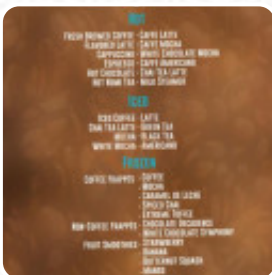 Hot
Fresh Brewed Coffee - Caffe Latte
Flavored Latte - Caffe Mocha
Cappuccino - White Chocolate Mocha
Espresso - Caffe Americano
Hot Chocolate - Chai Tea Latte
Hot Herb Tea - Milk Steamer
Iced
Iced Coffee - Latte
Chai Tea Latte - Green Tea
Mocha - Black Tea
White Mocha - Americano
Frozen
Coffee Frappes - Coffee
- Mocha
- Caramel de Leche
- Spiced Chai
- Extreme Toffee
Non-Coffee Frappes - Chocolate Decadence
- White Chocolate Symphony
Fruit Smoothies - Strawberry
- Banana
- Butternut Squash
- Mango